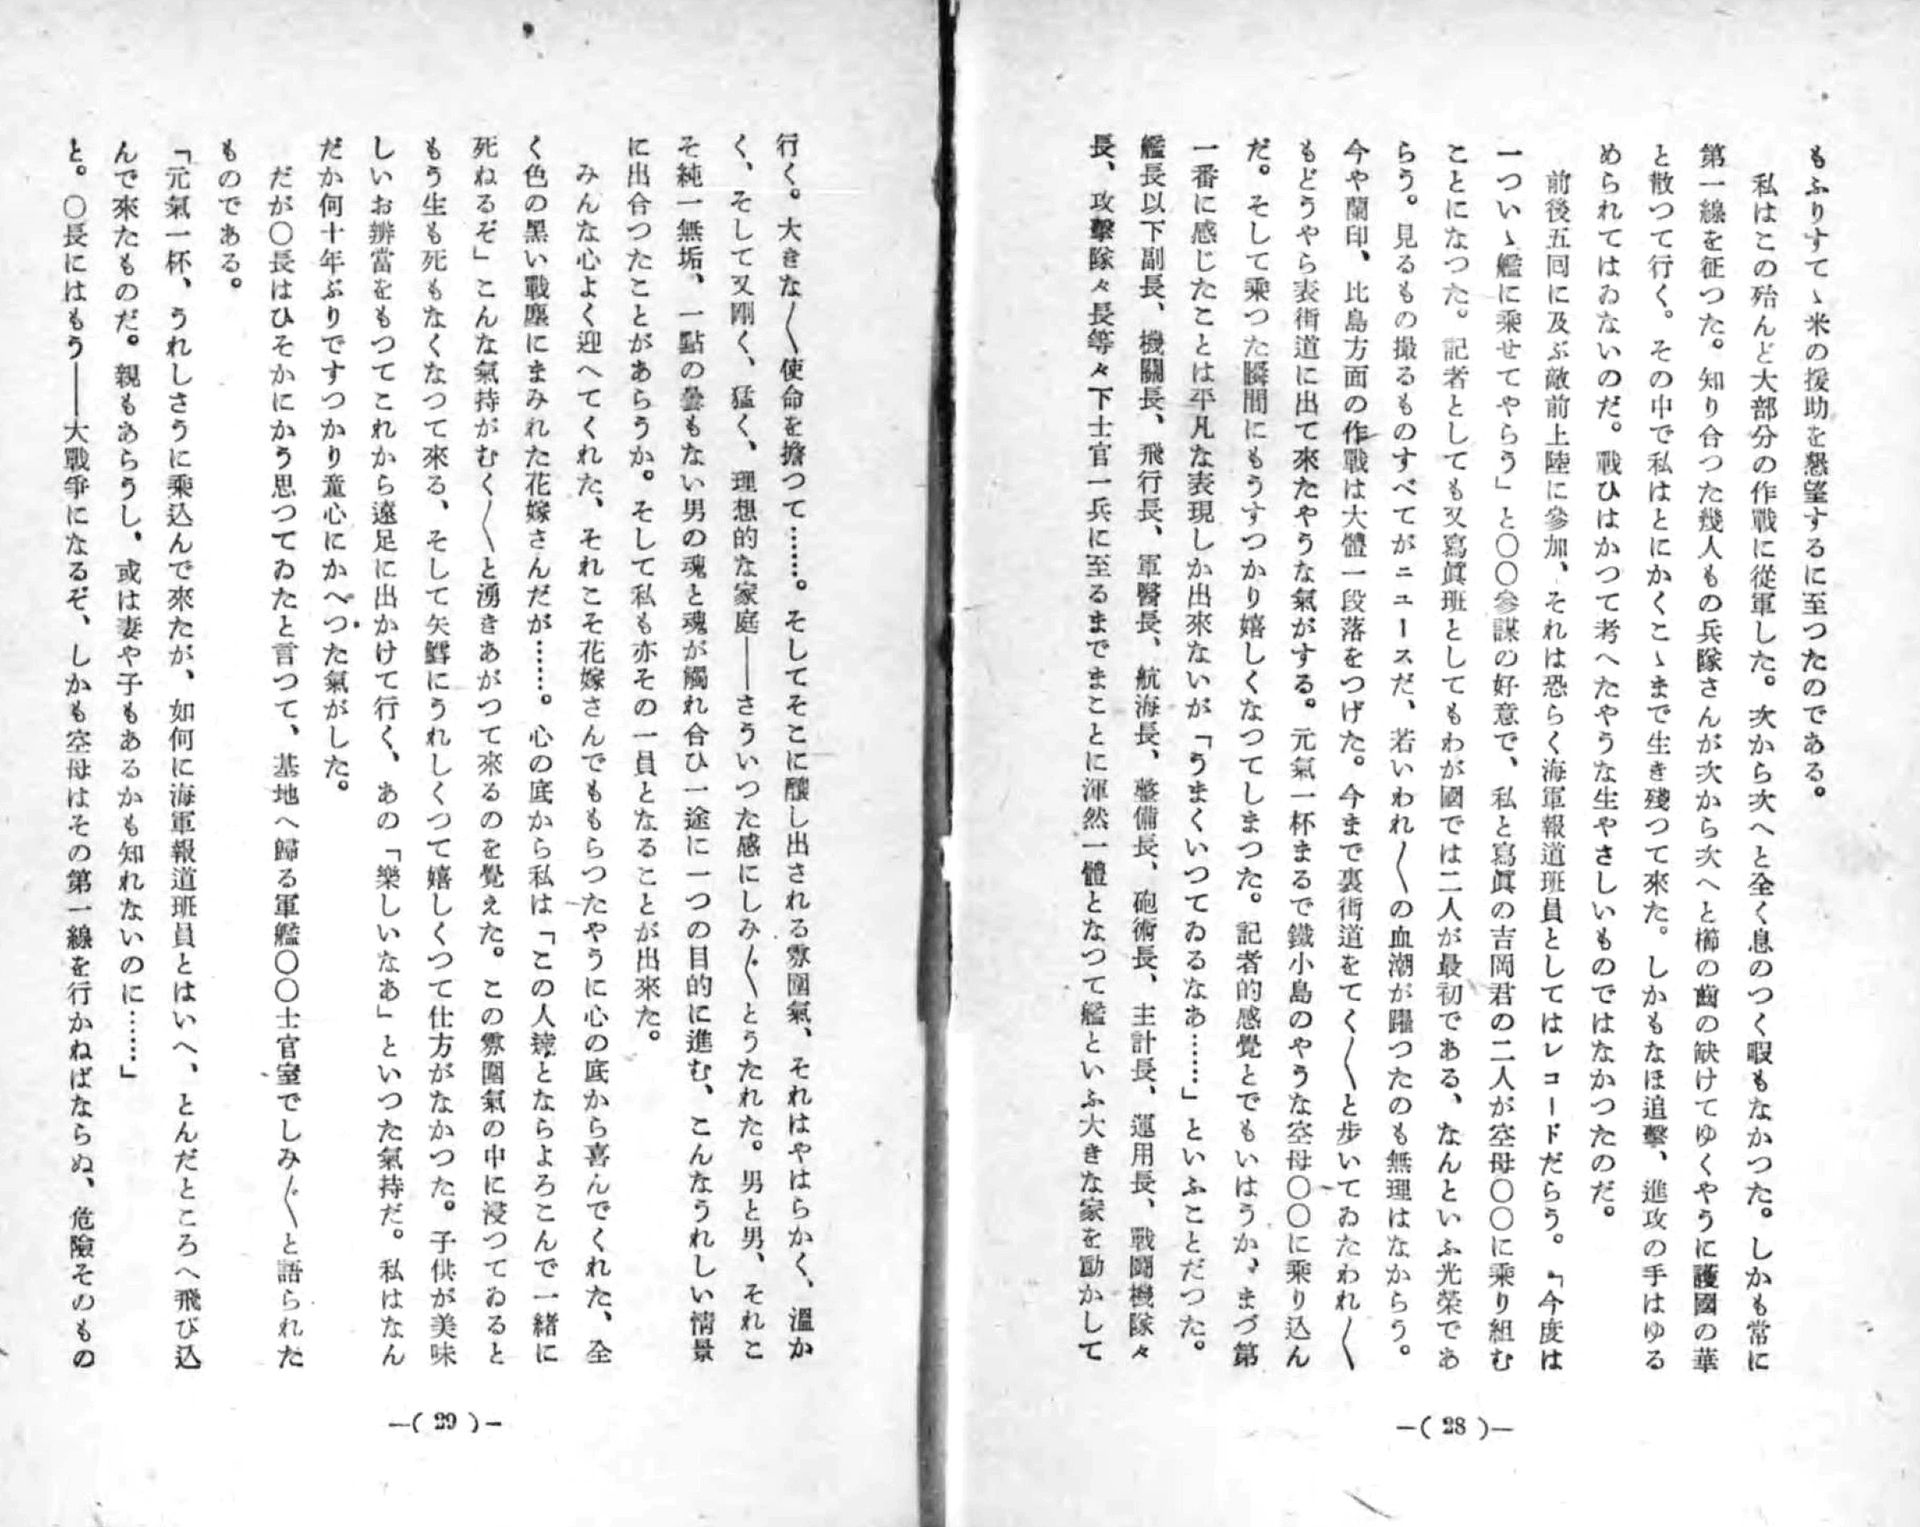 もふりすてゝ米の援助を懇望するに至つたのである。
　私はこの殆んど大部分の作戰に從軍した。次から次へと全く息のつく暇もなかつた。しかも常に
第一線を征つた。知り合つた幾人もの兵隊さんが次から次へと櫛の齒の缺けてゆくやうに護國の華
と散つて行く。その中で私はとにかくこゝまで生き殘つて來た。しかもなほ追擊、進攻の手はゆる
められてはゐないのだ。戰ひはかつて考へたやうな生やさしいものではなかつたのだ。
　前後五回に及ぶ敵前上陸に參加、それは恐らく海軍報道班員としてはレコードだらう。「今度は
一つい〻艦に乘せてやらう」と〇〇參謀の好意で、私と寫眞の吉岡君の二人が空母〇〇に乘り組む
ことになつた。記者としても又寫眞班としてもわが國では二人が最初である、なんといふ光榮であ
らう。見るもの撮るものすべてがニユースだ、若いわれ〳〵の血潮が躍つたのも無理はなからう。
今や蘭印、比島方面の作戰は大體一段落をつげた。今まで裏街道をてく〳〵と步いてゐたわれ〳〵
もどうやら表街道に出て來たやうな氣がする。元氣一杯まるで鐵小島のやうな空母〇〇に乘り込ん
だ。そして乘つた瞬間にもうすつかり嬉しくなつてしまつた。記者的感覺とでもいはうか、まづ第
一番に感じたことは平凡な表現しか出來ないが「うまくいつてゐるなあ……」といふことだつた。
艦長以下副長、機關長、飛行長、軍醫長、航海長、整備長、砲術長、主計長、運用長、戰鬪機隊々
長、攻擊隊々長等々下士官一兵に至るまでまことに渾然一體となつて艦といふ大きな家を動かして
—( 28 )—
行く。大きな〳〵使命を擔つて……。そしてそこに釀し出される雰圍氣、それはやはらかく、溫か
く、そして又剛く、猛く、理想的な家庭——さういつた感にしみ〴〵とうたれた。男と男、それこ
そ純一無垢、一點の曇もない男の魂と魂が觸れ合ひ一途に一つの目的に進む、こんなうれしい情景
に出合つたことがあらうか。そして私も亦その一員となることが出來た。
　みんな心よく迎へてくれた、それこそ花嫁さんでももらつたやうに心の底から喜んでくれた、全
く色の黑い戰塵にまみれた花嫁さんだが……。心の底から私は「この人達とならよろこんで一緖に
死ねるぞ」こんな氣持がむく〳〵と湧きあがつて來るのを覺えた。この雰圍氣の中に浸つてゐると
もう生も死もなくなつて來る、そして矢鱈にうれしくつて嬉しくつて仕方がなかつた。子供が美味
しいお辨當をもつてこれから遠足に出かけて行く、あの「樂しいなあ」といつた氣持だ。私はなん
だか何十年ぶりですつかり童心にかへつた氣がした。
　だが〇長はひそかにかう思つてゐたと言つて、基地へ歸る軍艦〇〇士官室でしみ〴〵と語られた
ものである。
「元氣一杯、うれしさうに乘込んで來たが、如何に海軍報道班員とはいへ、とんだところへ飛び込
んで來たものだ。親もあらうし、或は妻や子もあるかも知れないのに……」
と。〇長にはもう——大戰爭になるぞ、しかも空母はその第一線を行かねばならぬ、危險そのもの
—( 29 )—